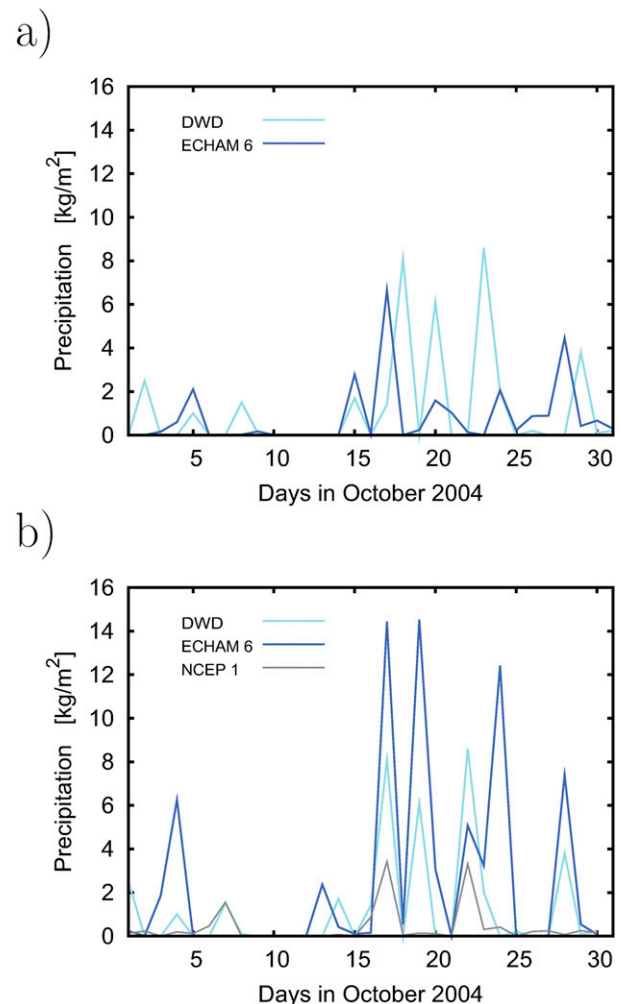 a)
16
14
12
10
8
6
4
2
0
Precipitation [kg/m²]
DWD
ECHAM 6
5 10 15 20 25 30
Days in October 2004
b)
16
14
12
10
8
6
4
2
0
Precipitation [kg/m²]
DWD
ECHAM 6
NCEP 1
5 10 15 20 25 30
Days in October 2004